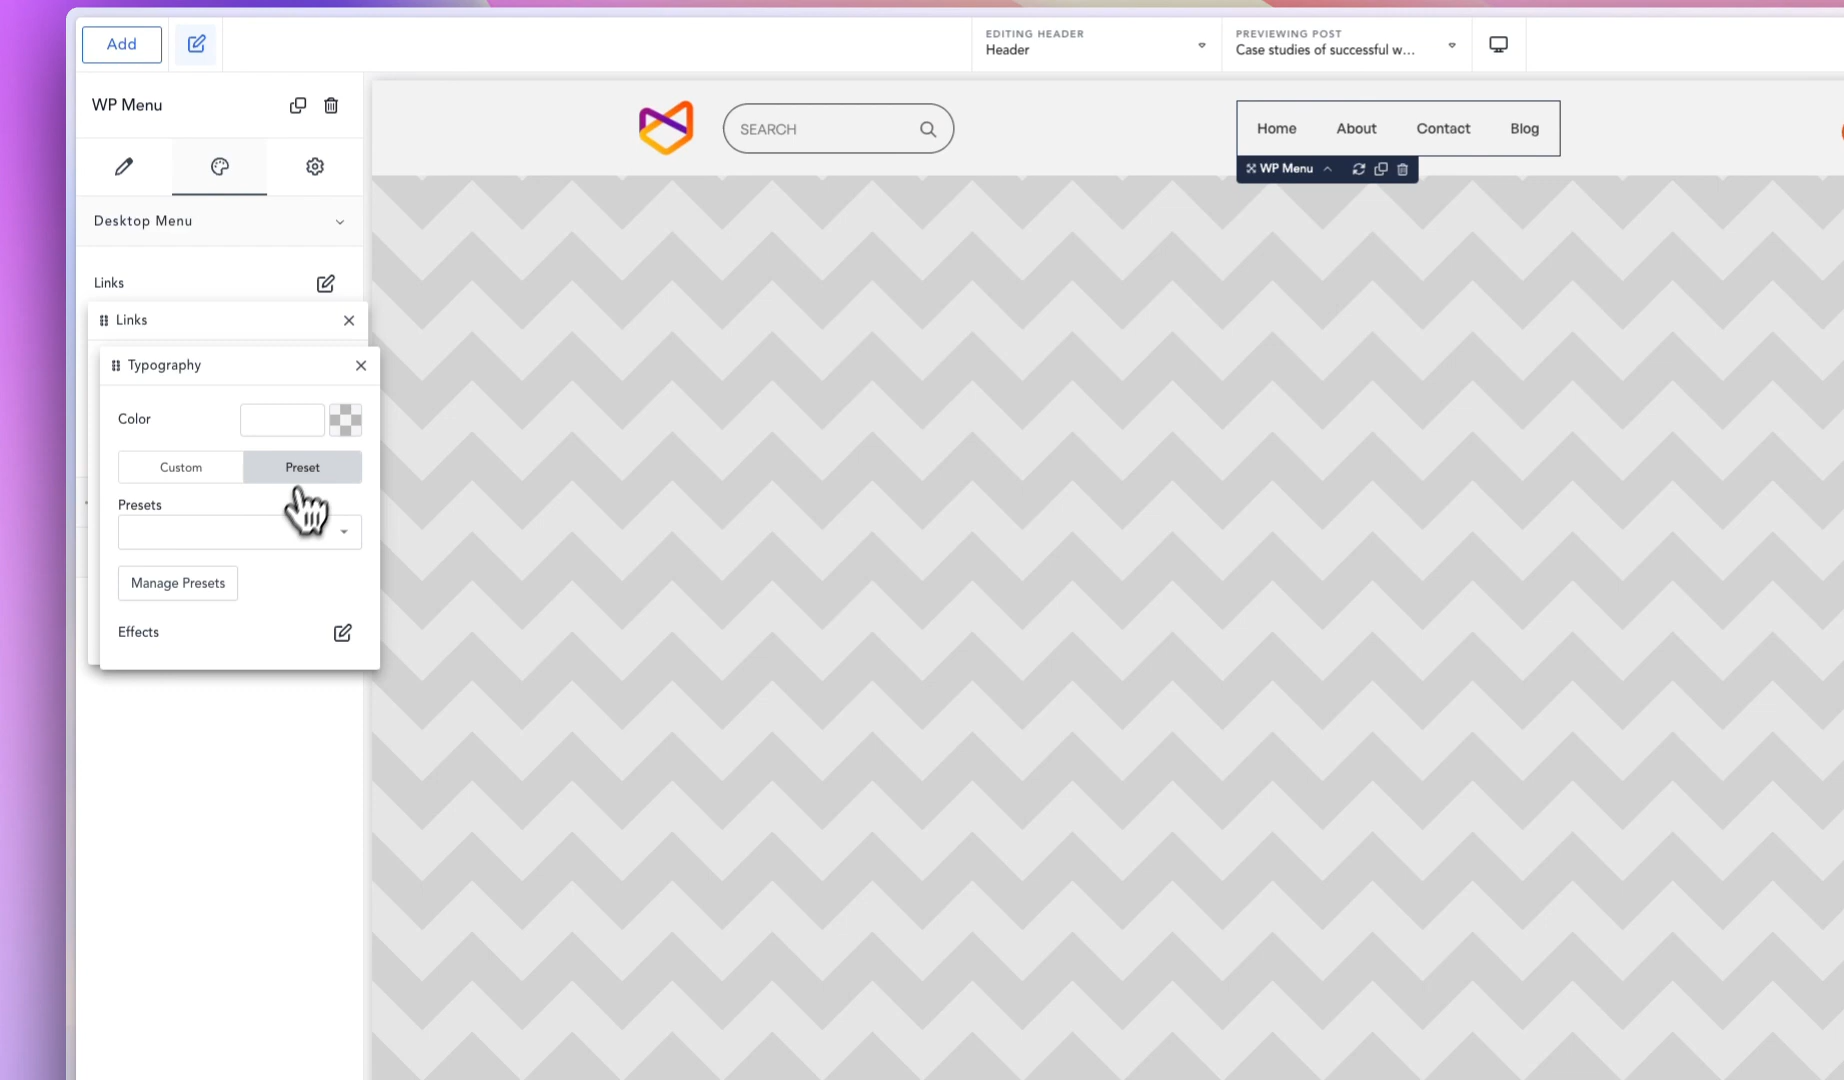 Add
EDITING HEADER
Header
PREVIEWING POST
Case studies of successful w...
WP Menu
SEARCH
Home
About
Contact
Blog
WP Menu
Desktop Menu
Links
Links
Typography
Color
Custom
Preset
Presets
Manage Presets
Effects